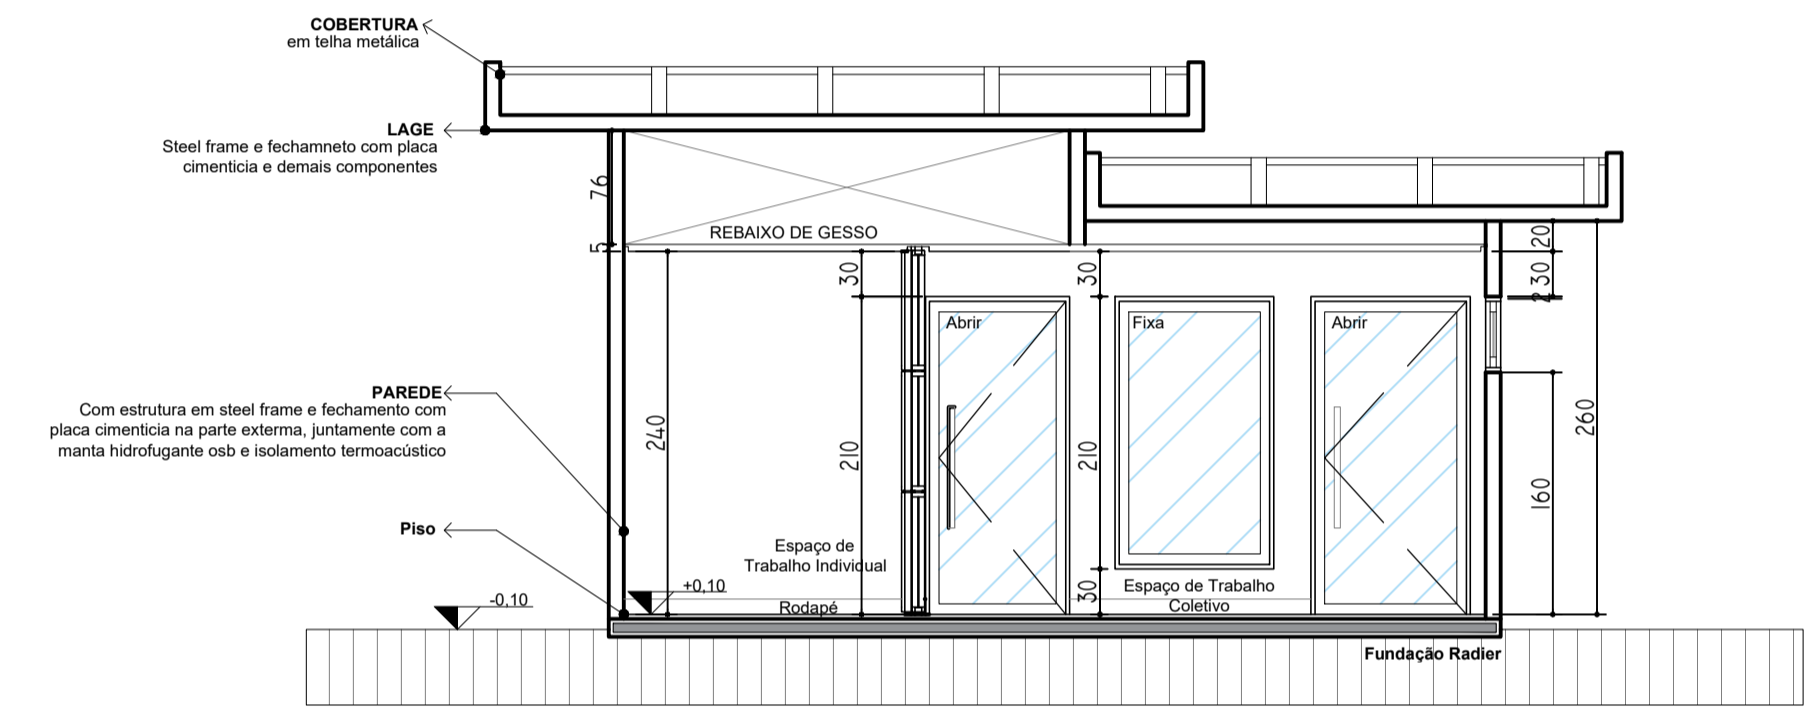 COBERTURA
em telha metálica
LAGE
Steel frame e fechamneto com placa
cimenticia e demais componentes
76
5
REBAIXO DE GESSO
20
30
30
30
2
Abrir
Fixa
Abrir
PAREDE
Com estrutura em steel frame e fechamento com
placa cimenticia na parte exterma, juntamente com a
manta hidrofugante osb e isolamento termoacústico
240
210
210
260
160
Piso
Espaço de
Trabalho Individual
+0,10
-0,10
Rodapé
30
Espaço de Trabalho
Coletivo
Fundação Radier